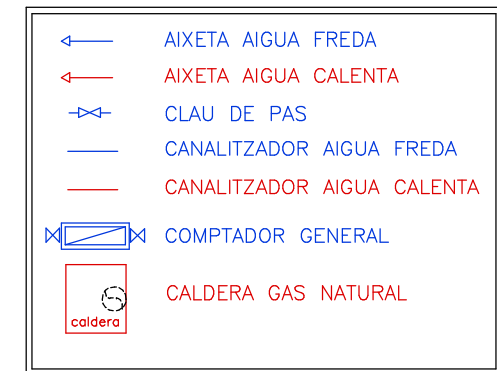 AIXETA AIGUA FREDA
AIXETA AIGUA CALENTA
CLAU DE PAS
CANALITZADOR AIGUA FREDA
CANALITZADOR AIGUA CALENTA
COMPTADOR GENERAL
CALDERA GAS NATURAL
caldera